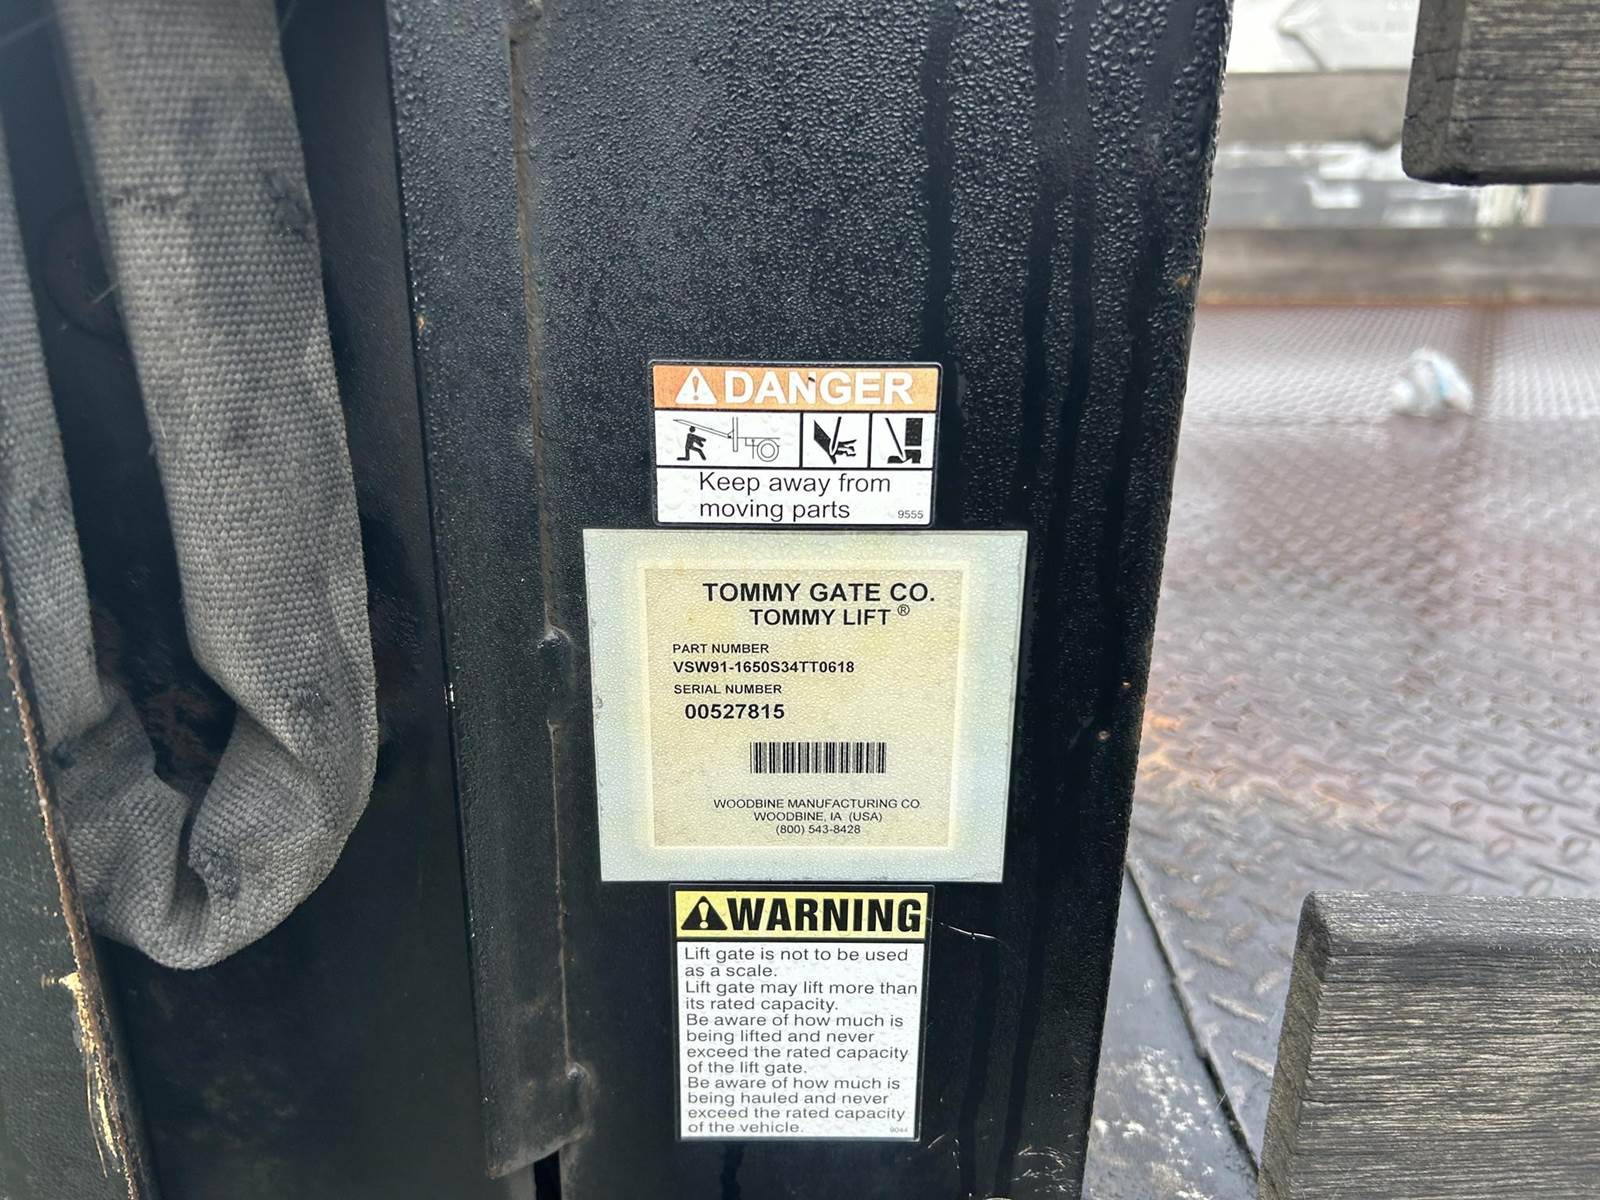 DANGER
Keep away from
moving parts
9555
TOMMY GATE CO.
TOMMY LIFT ®
PART NUMBER
VSW91-1650S34TT0618
SERIAL NUMBER
00527815
WOODBINE MANUFACTURING CO.
WOODBINE, IA (USA)
(800) 543-8428
WARNING
Lift gate is not to be used
as a scale.
Lift gate may lift more than
its rated capacity.
Be aware of how much is
being lifted and never
exceed the rated capacity
of the lift gate.
Be aware of how much is
being hauled and never
exceed the rated capacity
of the vehicle.
9044